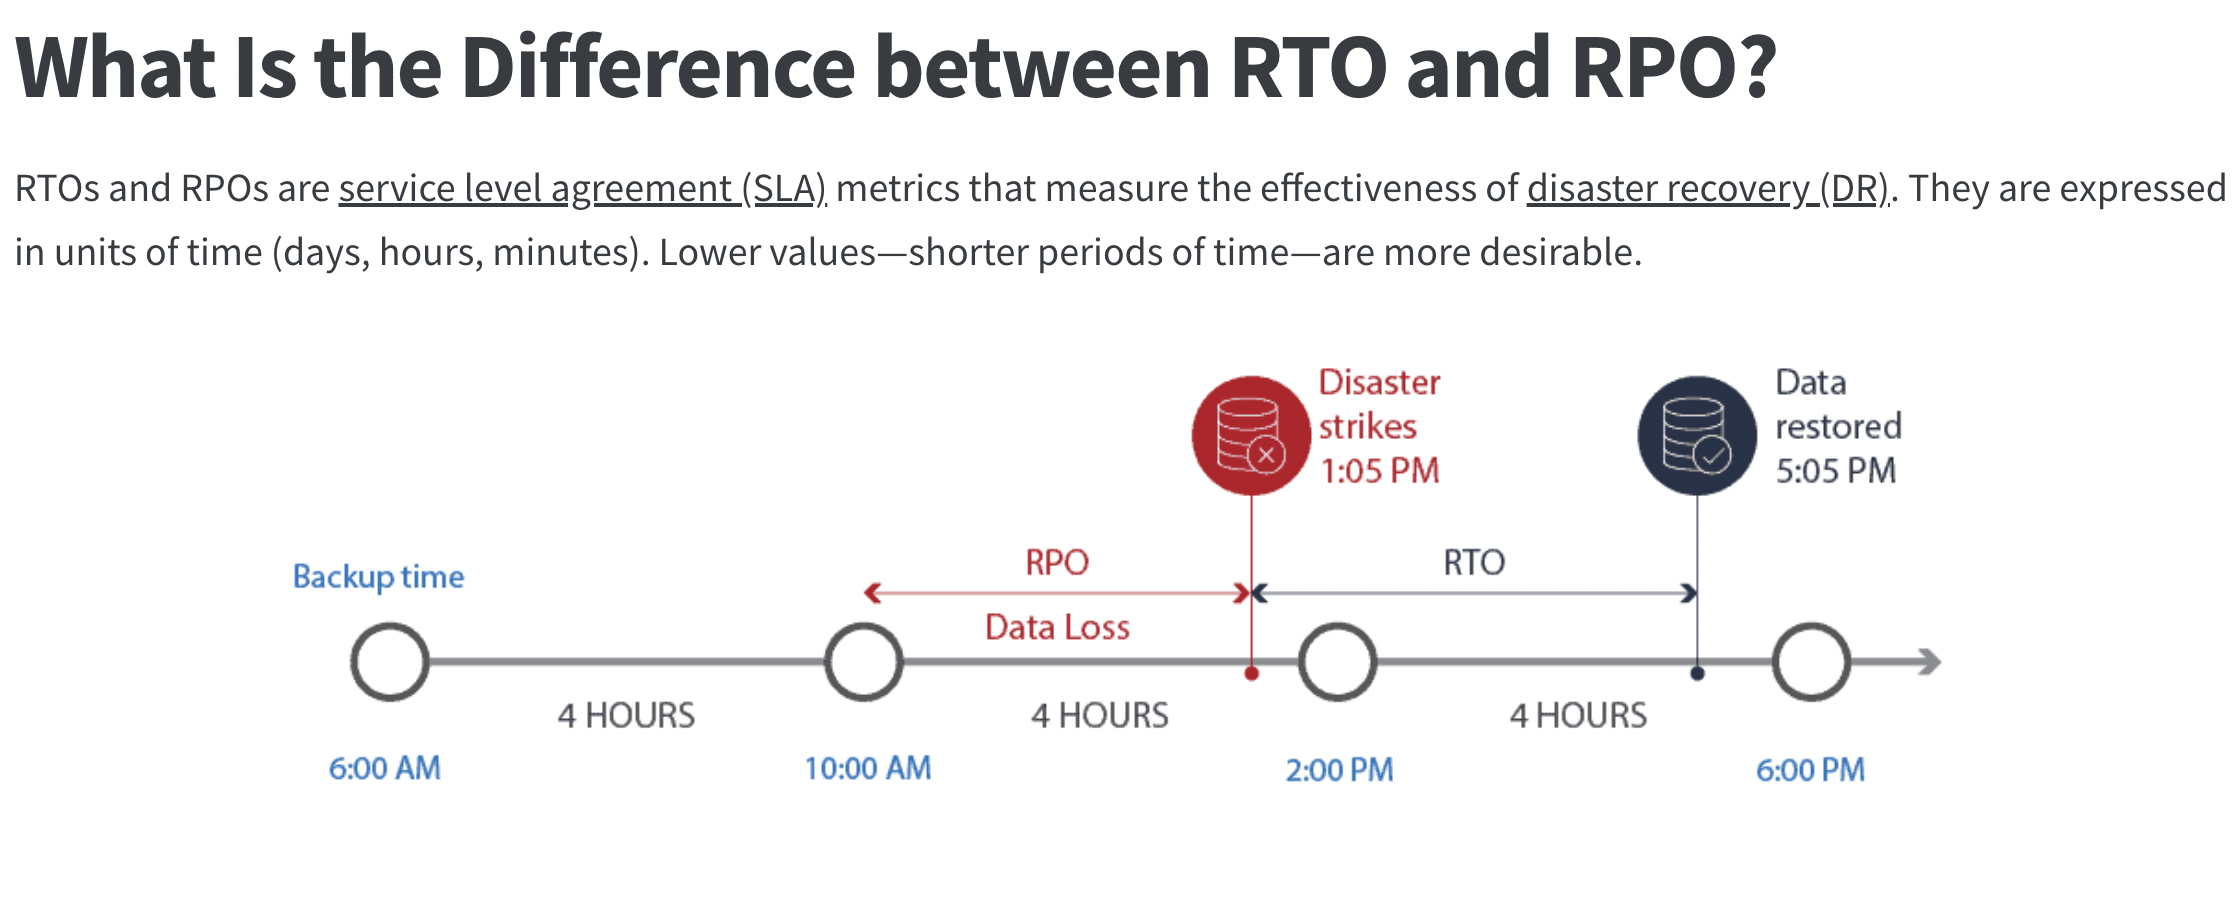 What Is the Difference between RTO and RPO?
RTOs and RPOs are service level agreement (SLA) metrics that measure the effectiveness of disaster recovery (DR). They are expressed
in units of time (days, hours, minutes). Lower values—shorter periods of time—are more desirable.
Disaster
strikes
1:05 PM
Data
restored
5:05 PM
Backup time
RPO
RTO
Data Loss
4 HOURS
4 HOURS
4 HOURS
6:00 AM
10:00 AM
2:00 PM
6:00 PM